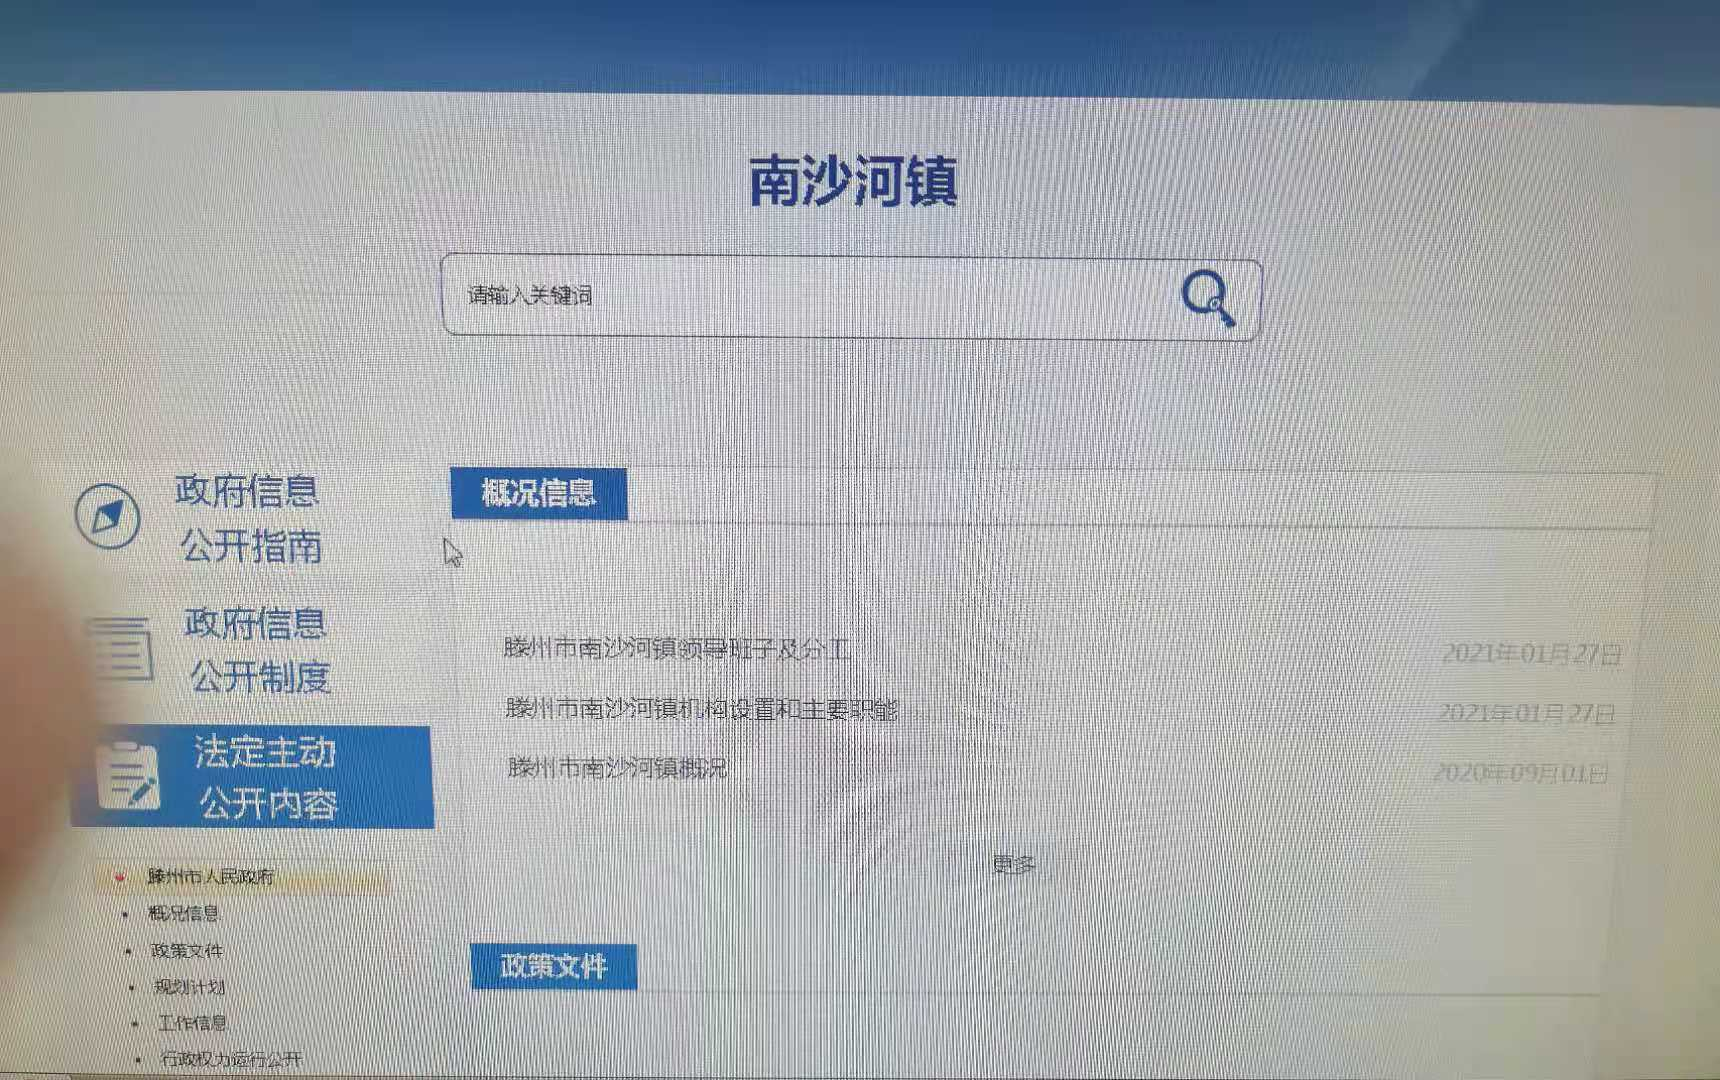 南沙河镇
请输入关键词
政府信息
公开指南
政府信息
公开制度
法定主动
公开内容
滕州市人民政府
概况信息
政策文件
规划计划
工作信息
行政权力运行公开
概况信息
滕州市南沙河镇领导班子及分工 2021年01月27日
滕州市南沙河镇机构设置和主要职能 2021年01月27日
滕州市南沙河镇概况 2020年09月01日
更多
政策文件